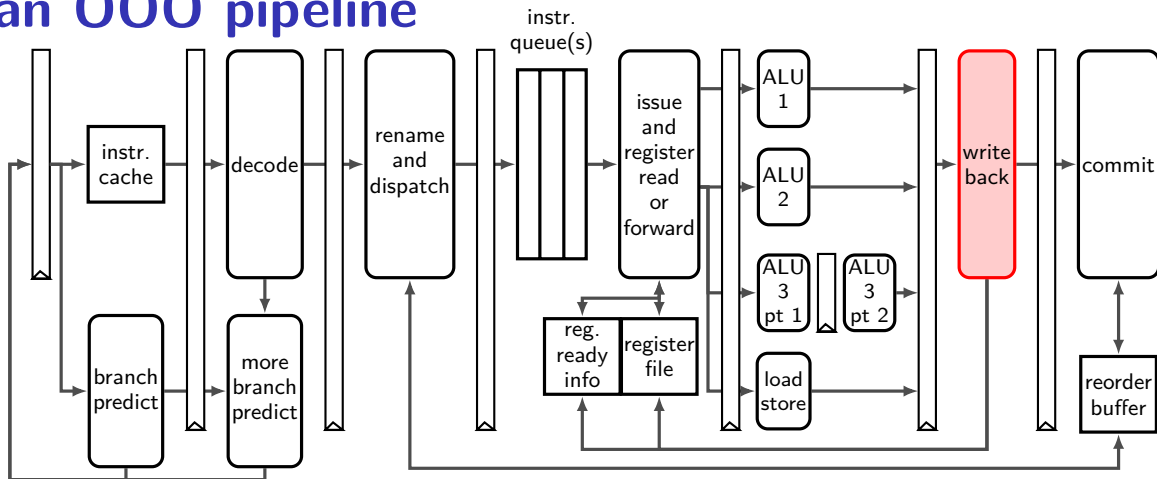 an OOO pipeline
instr.
cache
branch
predict
decode
more
branch
predict
rename
and
dispatch
instr.
queue(s)
issue
and
register
read
or
forward
reg.
ready
info
register
file
ALU
1
ALU
2
ALU
3
pt 1
ALU
3
pt 2
load
store
write
back
commit
reorder
buffer